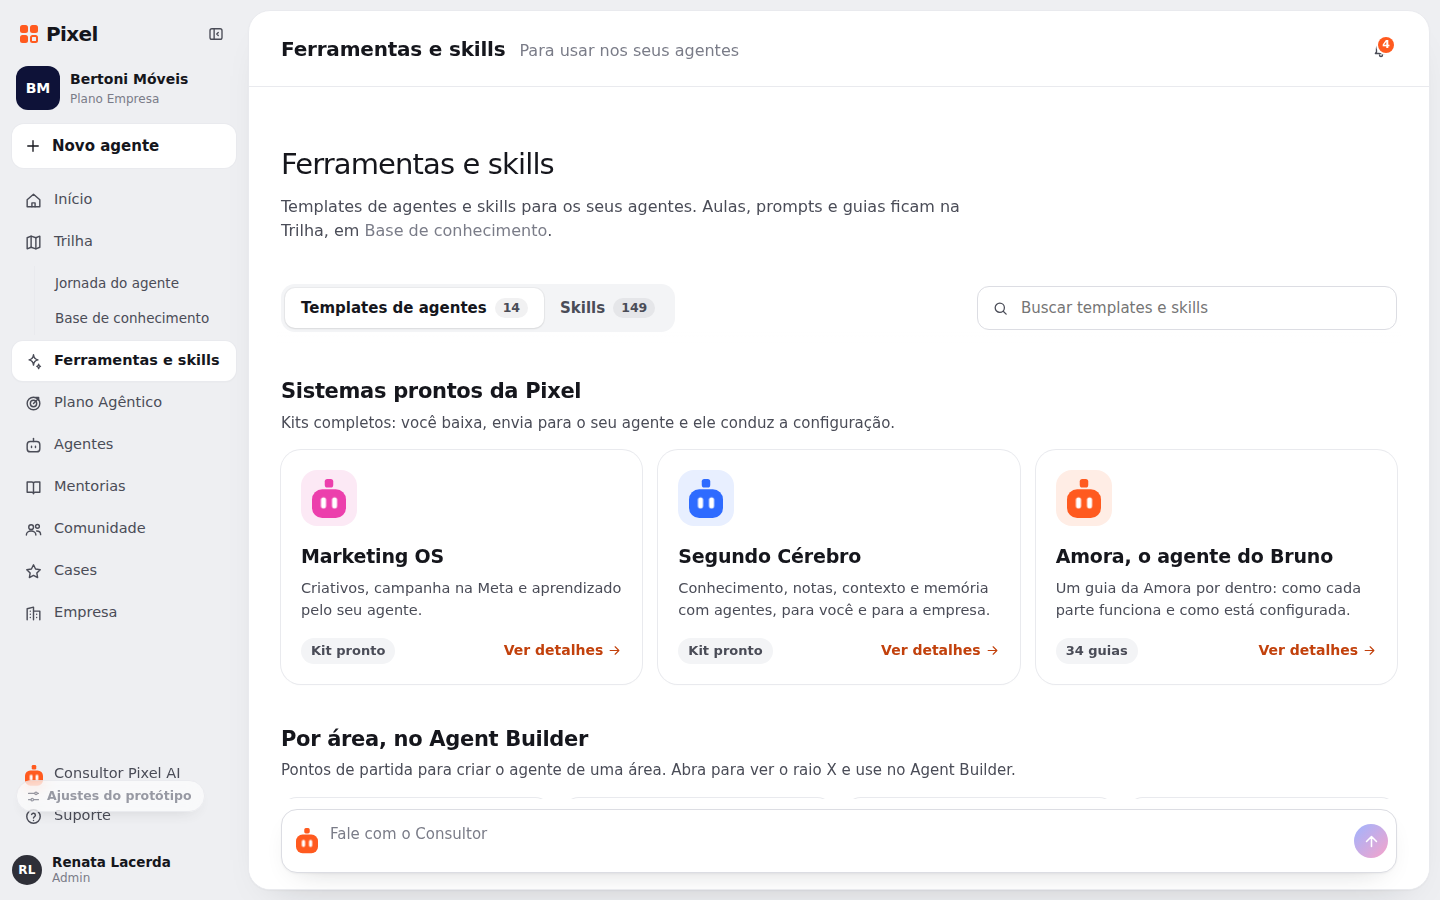 Pixel
BM
Bertoni Móveis
Plano Empresa
Novo agente
Início
Trilha
Jornada do agente
Base de conhecimento
Ferramentas e skills
Plano Agêntico
Agentes
Mentorias
Comunidade
Cases
Empresa
Consultor Pixel AI
Ajustes do protótipo
Suporte
RL
Renata Lacerda
Admin
Ferramentas e skills Para usar nos seus agentes
4
Ferramentas e skills
Templates de agentes e skills para os seus agentes. Aulas, prompts e guias ficam na
Trilha, em Base de conhecimento.
Templates de agentes 14 Skills 149
Buscar templates e skills
Sistemas prontos da Pixel
Kits completos: você baixa, envia para o seu agente e ele conduz a configuração.
Marketing OS
Criativos, campanha na Meta e aprendizado
pelo seu agente.
Kit pronto
Ver detalhes →
Segundo Cérebro
Conhecimento, notas, contexto e memória
com agentes, para você e para a empresa.
Kit pronto
Ver detalhes →
Amora, o agente do Bruno
Um guia da Amora por dentro: como cada
parte funciona e como está configurada.
34 guias
Ver detalhes →
Por área, no Agent Builder
Pontos de partida para criar o agente de uma área. Abra para ver o raio X e use no Agent Builder.
Fale com o Consultor